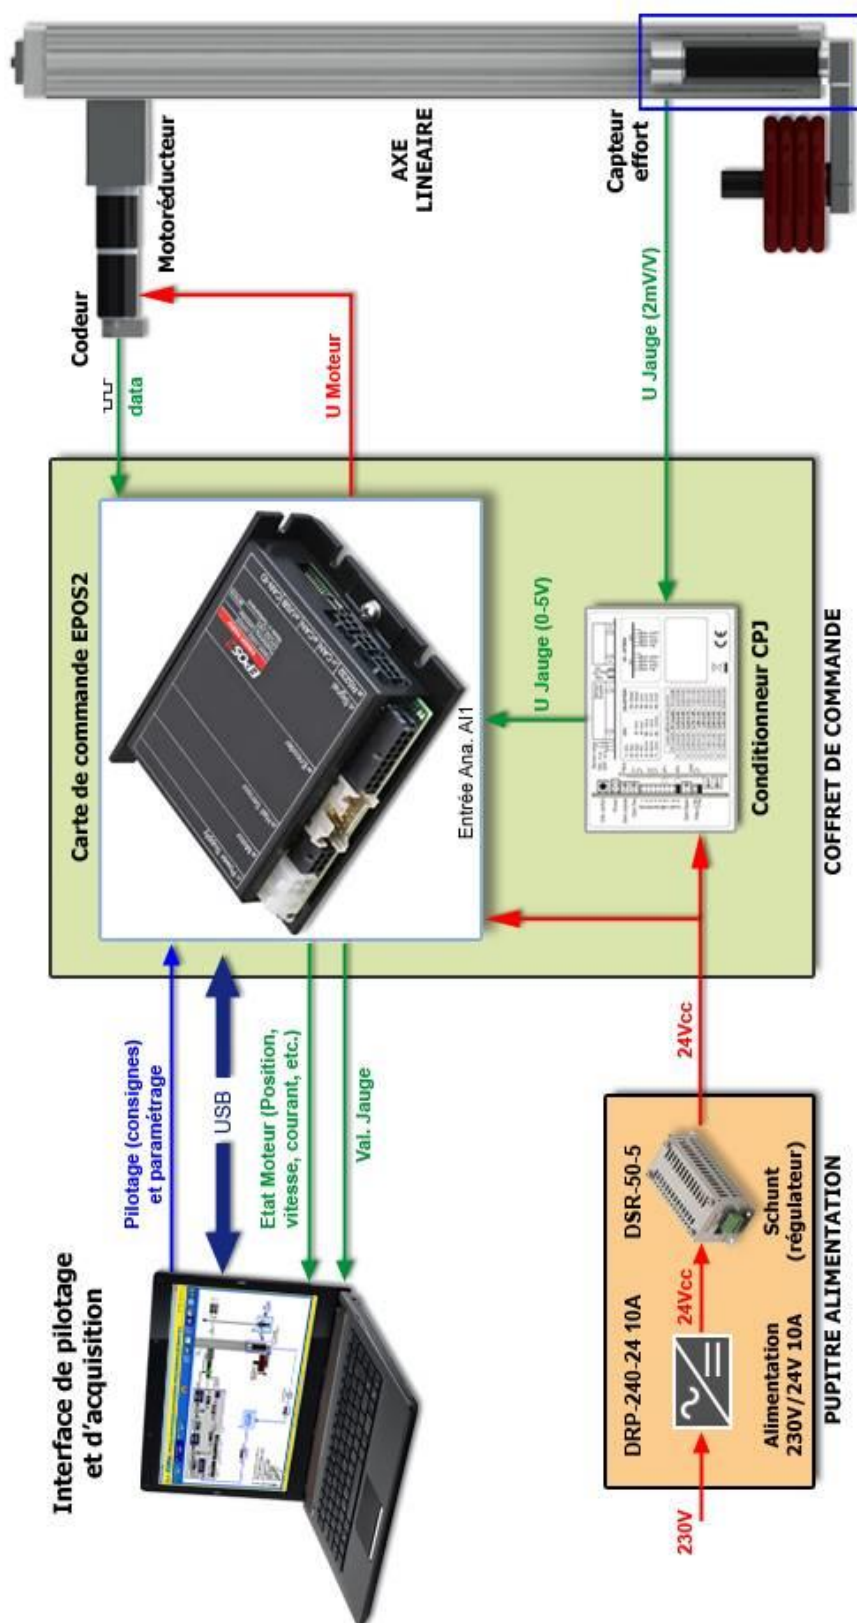 Interface de pilotage
et d'acquisition
Pilotage (consignes)
et paramétrage
USB
Etat Moteur (Position,
vitesse, courant, etc.)
Val. Jauge
Carte de commande EPOS2
EPOS
Entrée Ana. AI1
U Jauge (0-5V)
Conditionneur CPJ
COFFRET DE COMMANDE
data
U Moteur
U Jauge (2mV/V)
Codeur
Motoréducteur
AXE
LINEAIRE
Capteur
effort
230V
DRP-240-24 10A
Alimentation
230V/24V 10A
24Vcc
DSR-50-5
Schunt
(régulateur)
PUPITRE ALIMENTATION
24Vcc